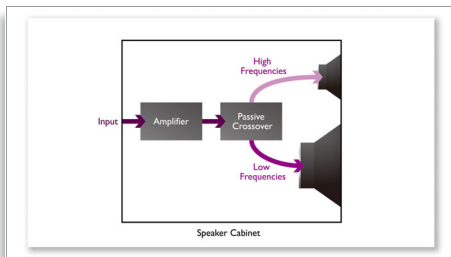 High
Frequencies
Input
Amplifier
Passive
Crossover
Low
Frequencies
Speaker Cabinet